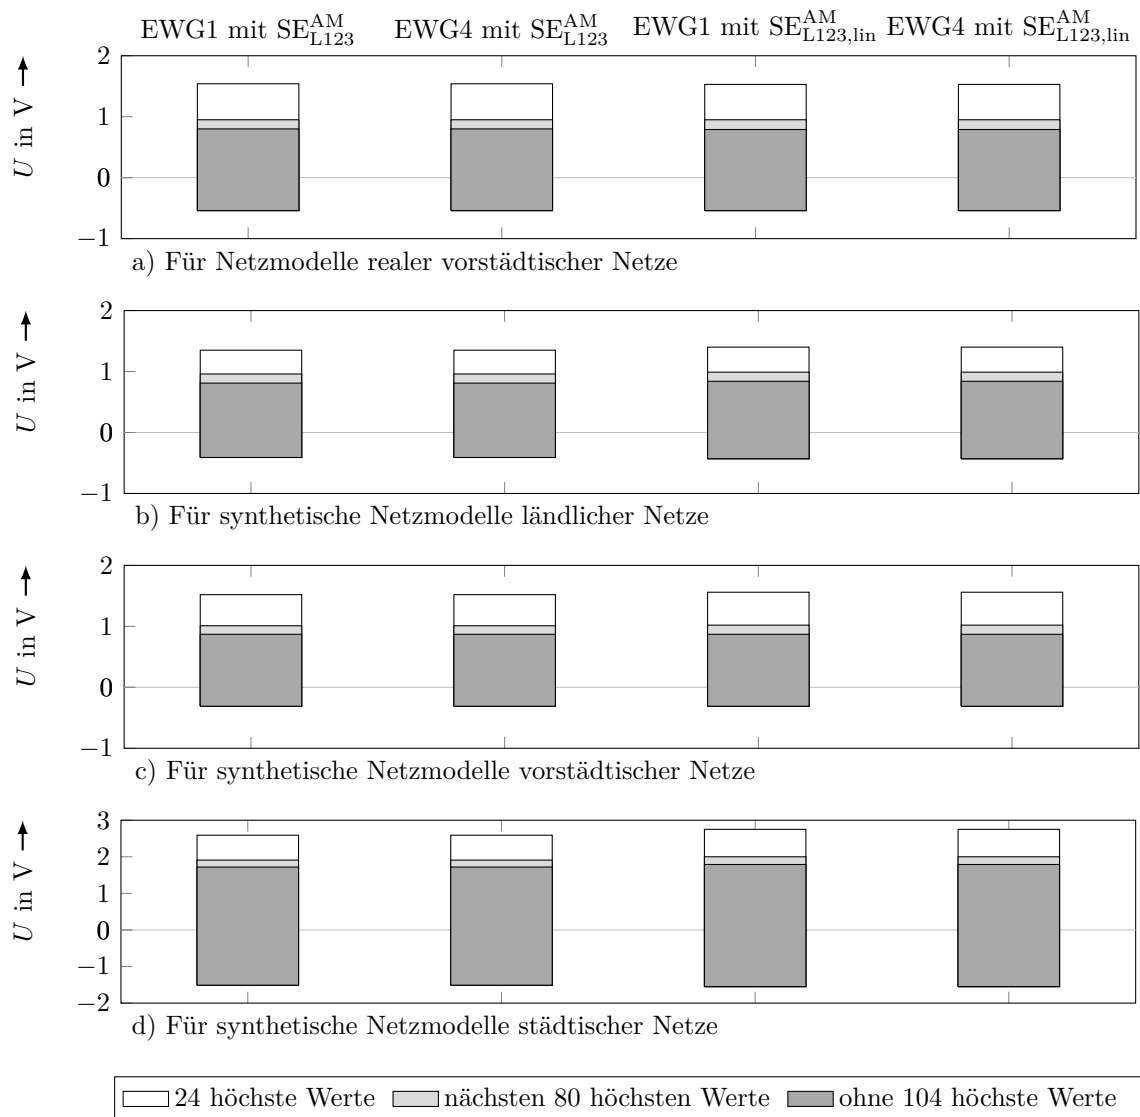 EWG1 mit SE^AM_L123 EWG4 mit SE^AM_L123 EWG1 mit SE^AM_L123,lin EWG4 mit SE^AM_L123,lin
U in V →
2
1
0
−1
a) Für Netzmodelle realer vorstädtischer Netze
U in V →
2
1
0
−1
b) Für synthetische Netzmodelle ländlicher Netze
U in V →
2
1
0
−1
c) Für synthetische Netzmodelle vorstädtischer Netze
U in V →
3
2
1
0
−1
−2
d) Für synthetische Netzmodelle städtischer Netze
24 höchste Werte nächsten 80 höchsten Werte ohne 104 höchste Werte